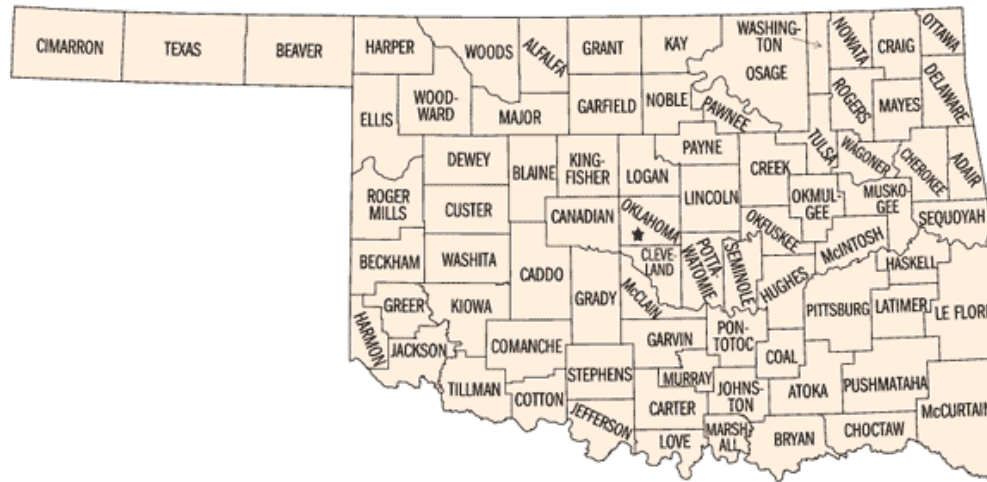 CIMARRON
TEXAS
BEAVER
HARPER
WOODS
ALFALFA
GRANT
KAY
WASHING-
TON
OSAGE
NOWATA
CRAIG
OTTAWA
ELLIS
WOOD-
WARD
MAJOR
GARFIELD
NOBLE
PAWNEE
ROGERS
MAYES
DELAWARE
DEWEY
BLAINE
KING-
FISHER
LOGAN
PAYNE
CREEK
TULSA
WAGONER
CHEROKEE
ADAIR
ROGER
MILLS
CUSTER
CANADIAN
OKLAHOMA
LINCOLN
OKFUSKEE
OKMUL-
GEE
MUSKO-
GEE
SEQUOYAH
BECKHAM
WASHITA
CADDO
GRADY
CLEVE-
LAND
McCLAIN
POTTA-
WATOMIE
SEMINOLE
HUGHES
McINTOSH
HASKELL
HARMON
GREER
KIOWA
JACKSON
COMANCHE
GARVIN
PON-
TOTOC
PITTSBURG
LATIMER
LE FLORE
TILLMAN
COTTON
STEPHENS
MURRAY
COAL
JOHNS-
TON
ATOKA
PUSHMATAHA
McCURTAIN
JEFFERSON
CARTER
LOVE
MARSH-
ALL
BRYAN
CHOCTAW